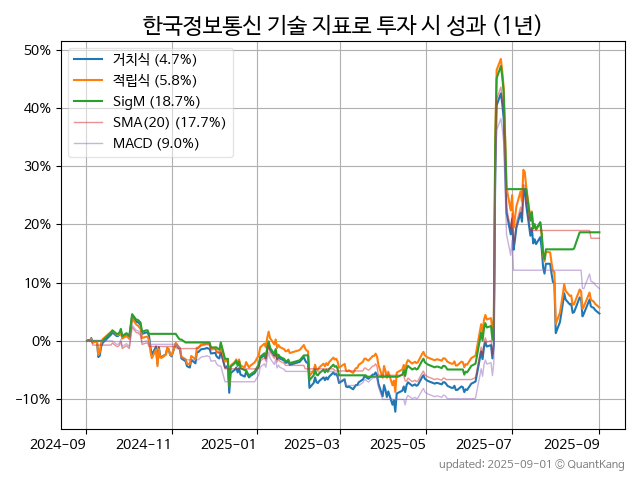 한국정보통신 기술 지표로 투자 시 성과 (1년)
50%
40%
30%
20%
10%
0%
−10%
거치식 (4.7%)
적립식 (5.8%)
SigM (18.7%)
SMA(20) (17.7%)
MACD (9.0%)
2024-09
2024-11
2025-01
2025-03
2025-05
2025-07
2025-09
updated: 2025-09-01 © QuantKang